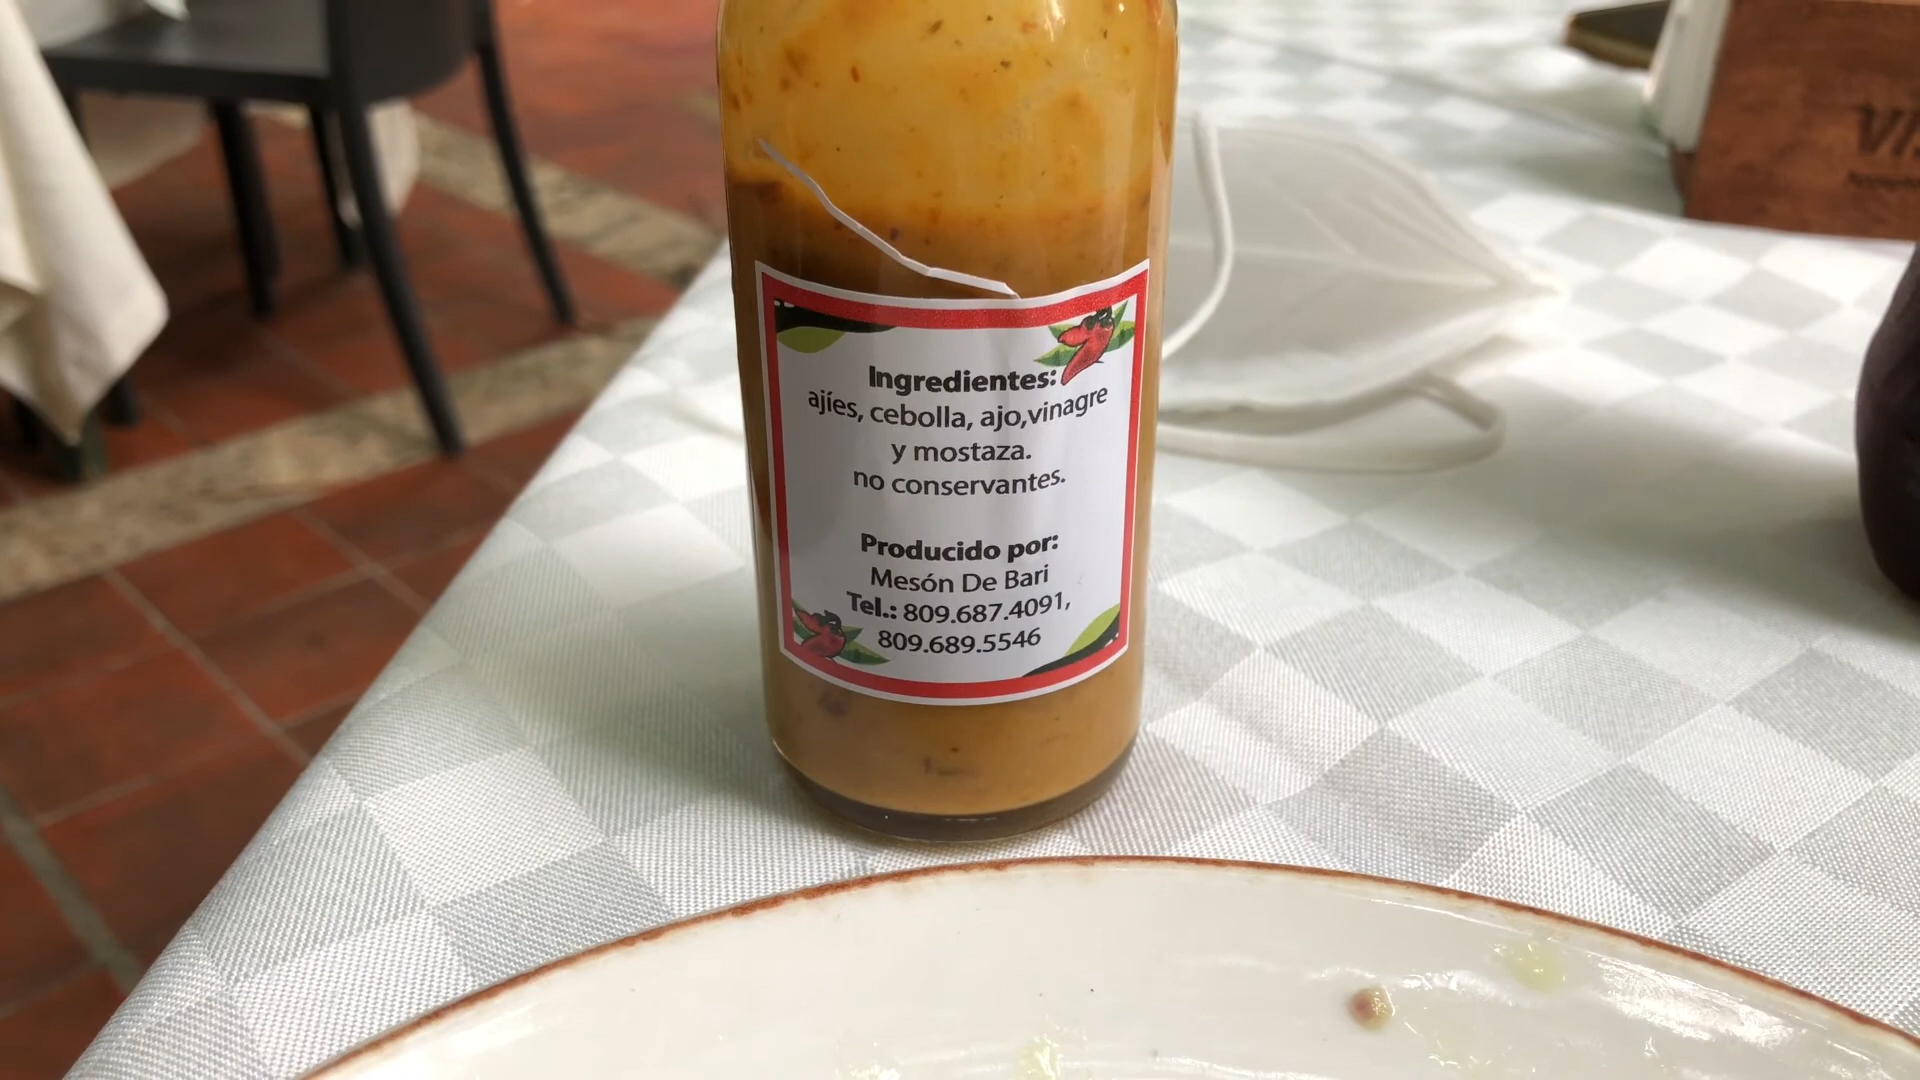 Ingredientes:
ajíes, cebolla, ajo,vinagre
y mostaza.
no conservantes.
Producido por:
Mesón De Bari
Tel.: 809.687.4091,
809.689.5546